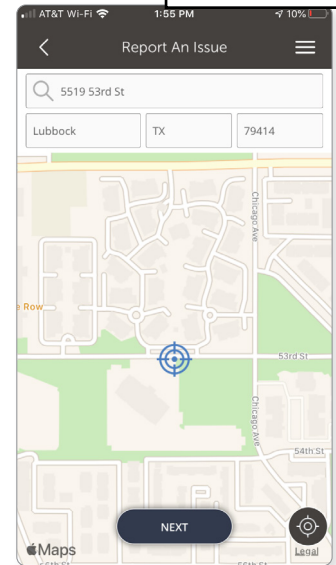 AT&T Wi-Fi 1:55 PM 10%
Report An Issue
5519 53rd St
Lubbock TX 79414
Chicago Ave
e Row
53rd St
Chicago Ave
54th St
NEXT
Maps
Legal